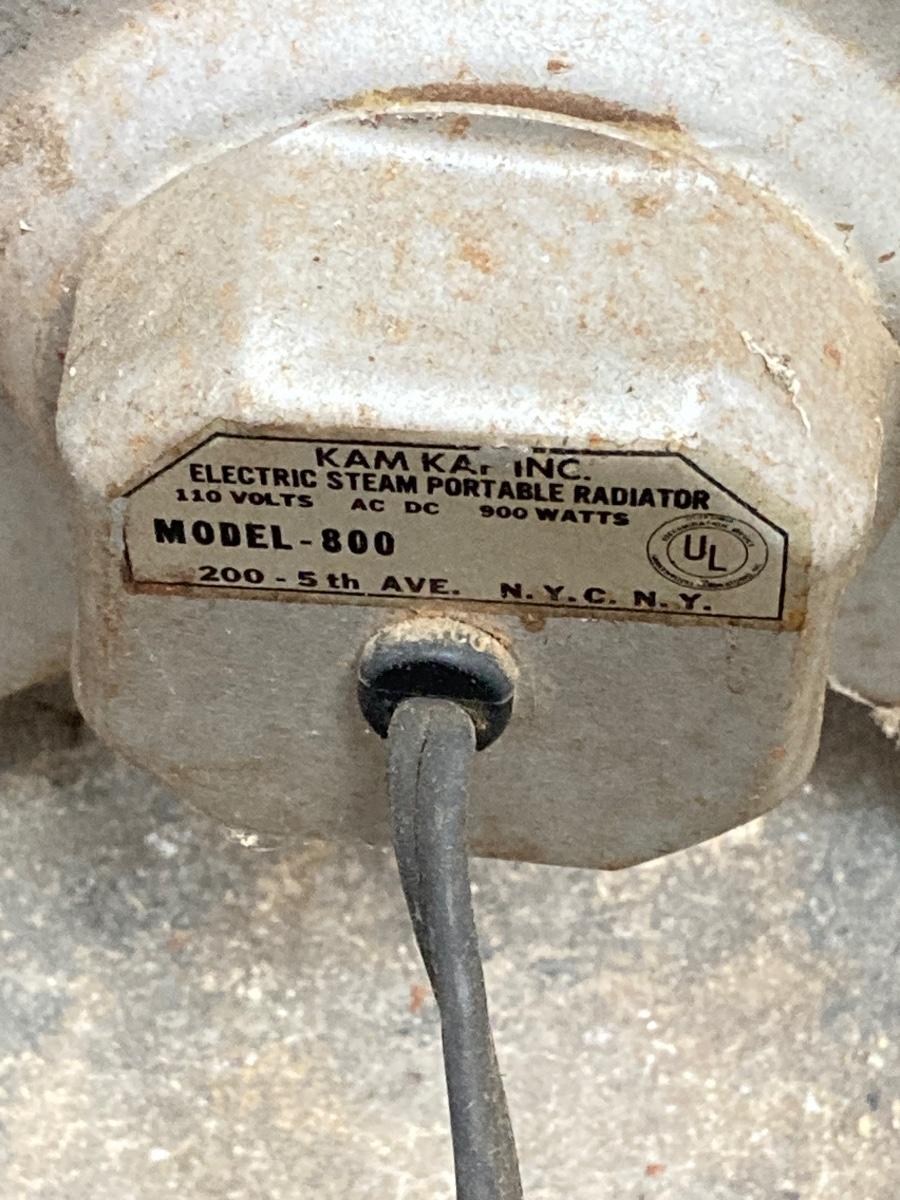 KAM INC.
ELECTRIC STEAM PORTABLE RADIATOR
110 VOLTS AC DC 900 WATTS
MODEL-800
UL
200 - 5th AVE. N.Y.C. N.Y.